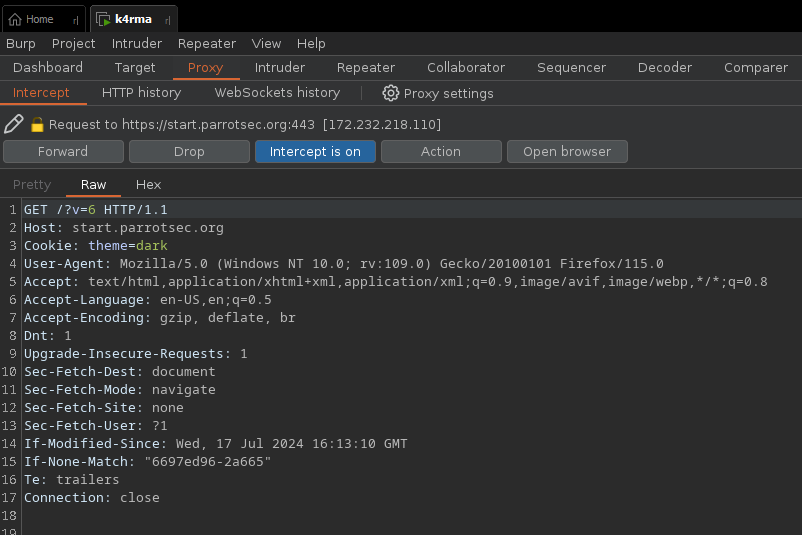 Home r|
k4rma r|
Burp Project Intruder Repeater View Help
Dashboard Target Proxy Intruder Repeater Collaborator Sequencer Decoder Comparer
Intercept HTTP history WebSockets history Proxy settings
Request to https://start.parrotsec.org:443 [172.232.218.110]
Forward Drop Intercept is on Action Open browser
Pretty Raw Hex
1 GET /?v=6 HTTP/1.1
2 Host: start.parrotsec.org
3 Cookie: theme=dark
4 User-Agent: Mozilla/5.0 (Windows NT 10.0; rv:109.0) Gecko/20100101 Firefox/115.0
5 Accept: text/html,application/xhtml+xml,application/xml;q=0.9,image/avif,image/webp,*/*;q=0.8
6 Accept-Language: en-US,en;q=0.5
7 Accept-Encoding: gzip, deflate, br
8 Dnt: 1
9 Upgrade-Insecure-Requests: 1
10 Sec-Fetch-Dest: document
11 Sec-Fetch-Mode: navigate
12 Sec-Fetch-Site: none
13 Sec-Fetch-User: ?1
14 If-Modified-Since: Wed, 17 Jul 2024 16:13:10 GMT
15 If-None-Match: "6697ed96-2a665"
16 Te: trailers
17 Connection: close
18
19